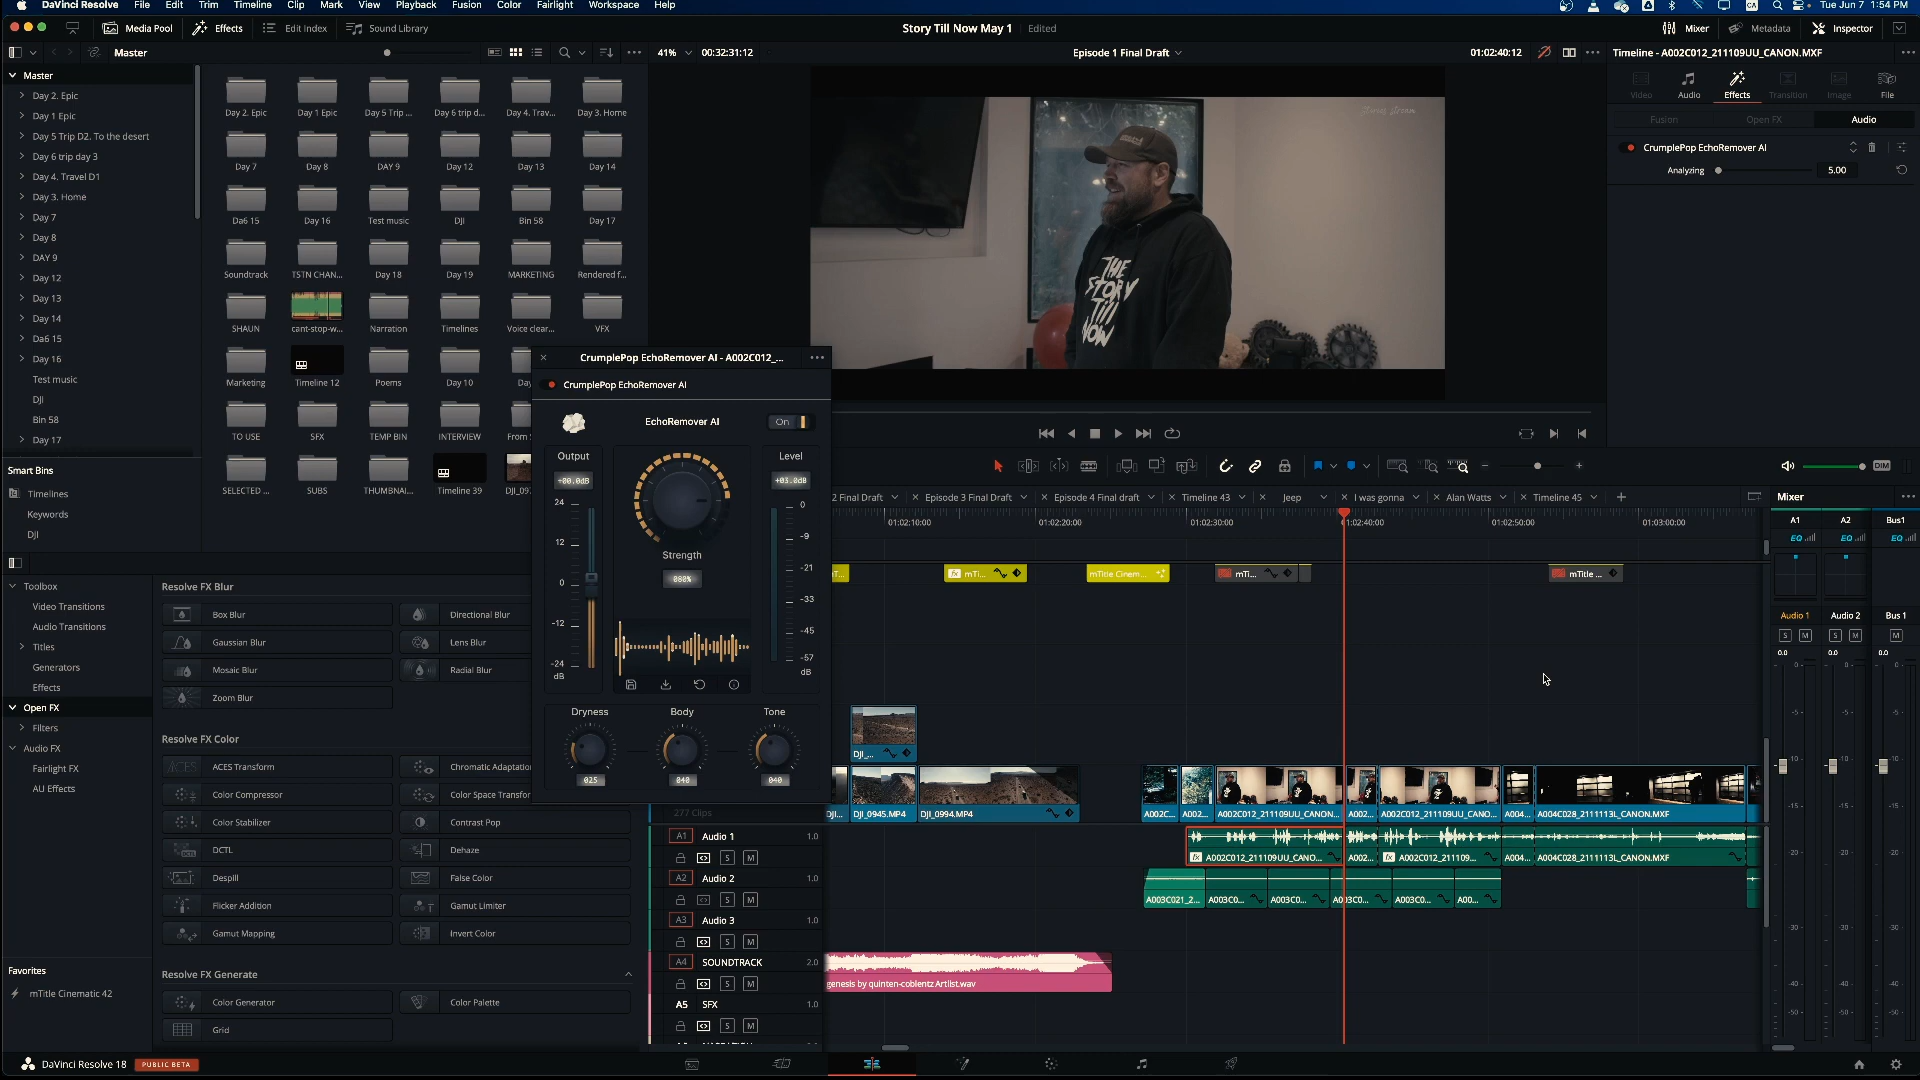 DaVinci Resolve File Edit Trim Timeline Clip Mark View Playback Fusion Color Fairlight Workspace Help
CA Tue Jun 7 1:54 PM
Media Pool Effects Edit Index Sound Library
Story Till Now May 1 Edited
Mixer Metadata Inspector
Master
41% 00:32:31:12
Episode 1 Final Draft
01:02:40:12
Timeline - A002C012_211109UU_CANON.MXF
Master
Day 2. Epic
Day 1 Epic
Day 5 Trip D2. To the desert
Day 6 trip day 3
Day 4. Travel D1
Day 3. Home
Day 7
Day 8
DAY 9
Day 12
Day 13
Day 14
Da6 15
Day 16
Test music
DJI
Bin 58
Day 17
Smart Bins
Timelines
Keywords
DJI
Day 2. Epic Day 1 Epic Day 5 Trip ... Day 6 trip d... Day 4. Trav... Day 3. Home
Day 7 Day 8 DAY 9 Day 12 Day 13 Day 14
Da6 15 Day 16 Test music DJI Bin 58 Day 17
Soundtrack TSTN CHAN... Day 18 Day 19 MARKETING Rendered f...
SHAUN cant-stop-w... Narration Timelines Voice clear... VFX
Marketing Timeline 12 Poems Day 10 Day
TO USE SFX TEMP BIN INTERVIEW From S
SELECTED ... SUBS THUMBNAI... Timeline 39 DJI_09
THE
STORY
TILL
NOW
Video Audio Effects Transition Image File
Fusion Open FX Audio
CrumplePop EchoRemover AI
Analyzing 5.00
CrumplePop EchoRemover AI - A002C012_...
CrumplePop EchoRemover AI
EchoRemover AI On
Output Level
+00.0dB +03.0dB
24
12
0
-12
-24
dB
Strength
080%
0
-9
-21
-33
-45
-57
dB
Dryness Body Tone
025 040 040
Toolbox
Video Transitions
Audio Transitions
Titles
Generators
Effects
Open FX
Filters
Audio FX
Fairlight FX
AU Effects
Favorites
mTitle Cinematic 42
Resolve FX Blur
Box Blur Directional Blur
Gaussian Blur Lens Blur
Mosaic Blur Radial Blur
Zoom Blur
Resolve FX Color
ACES Transform Chromatic Adaptatio
Color Compressor Color Space Transfor
Color Stabilizer Contrast Pop
DCTL Dehaze
Despill False Color
Flicker Addition Gamut Limiter
Gamut Mapping Invert Color
Resolve FX Generate
Color Generator Color Palette
Grid
DIM
2 Final Draft Episode 3 Final Draft Episode 4 Final draft Timeline 43 Jeep I was gonna Alan Watts Timeline 45
01:02:10:00 01:02:20:00 01:02:30:00 01:02:40:00 01:02:50:00 01:03:00:00
mTi... mTitle Cinem... mTi... mTitle ...
DJI_...
DJI... DJI_0945.MP4 DJI_0994.MP4 A002C... A002... A002C012_211109UU_CANON... A002... A002C012_211109UU_CANO... A004... A004C028_2111113L_CANON.MXF
277 Clips
A1 Audio 1 1.0
S M
A002C012_211109UU_CANO... A002... A002C012_211109... A004... A004C028_2111113L_CANON.MXF
A2 Audio 2 1.0
S M
A003C021_2... A003C0... A003C0... A003C0... A003C0... A00...
A3 Audio 3 1.0
S M
A4 SOUNDTRACK 2.0
S M
genesis by quinten-coblentz Artlist.wav
A5 SFX 1.0
S M
Mixer
A1 A2 Bus1
EQ EQ EQ
Audio 1 Audio 2 Bus 1
S M S M M
0.0 0.0 0.0
DaVinci Resolve 18 PUBLIC BETA